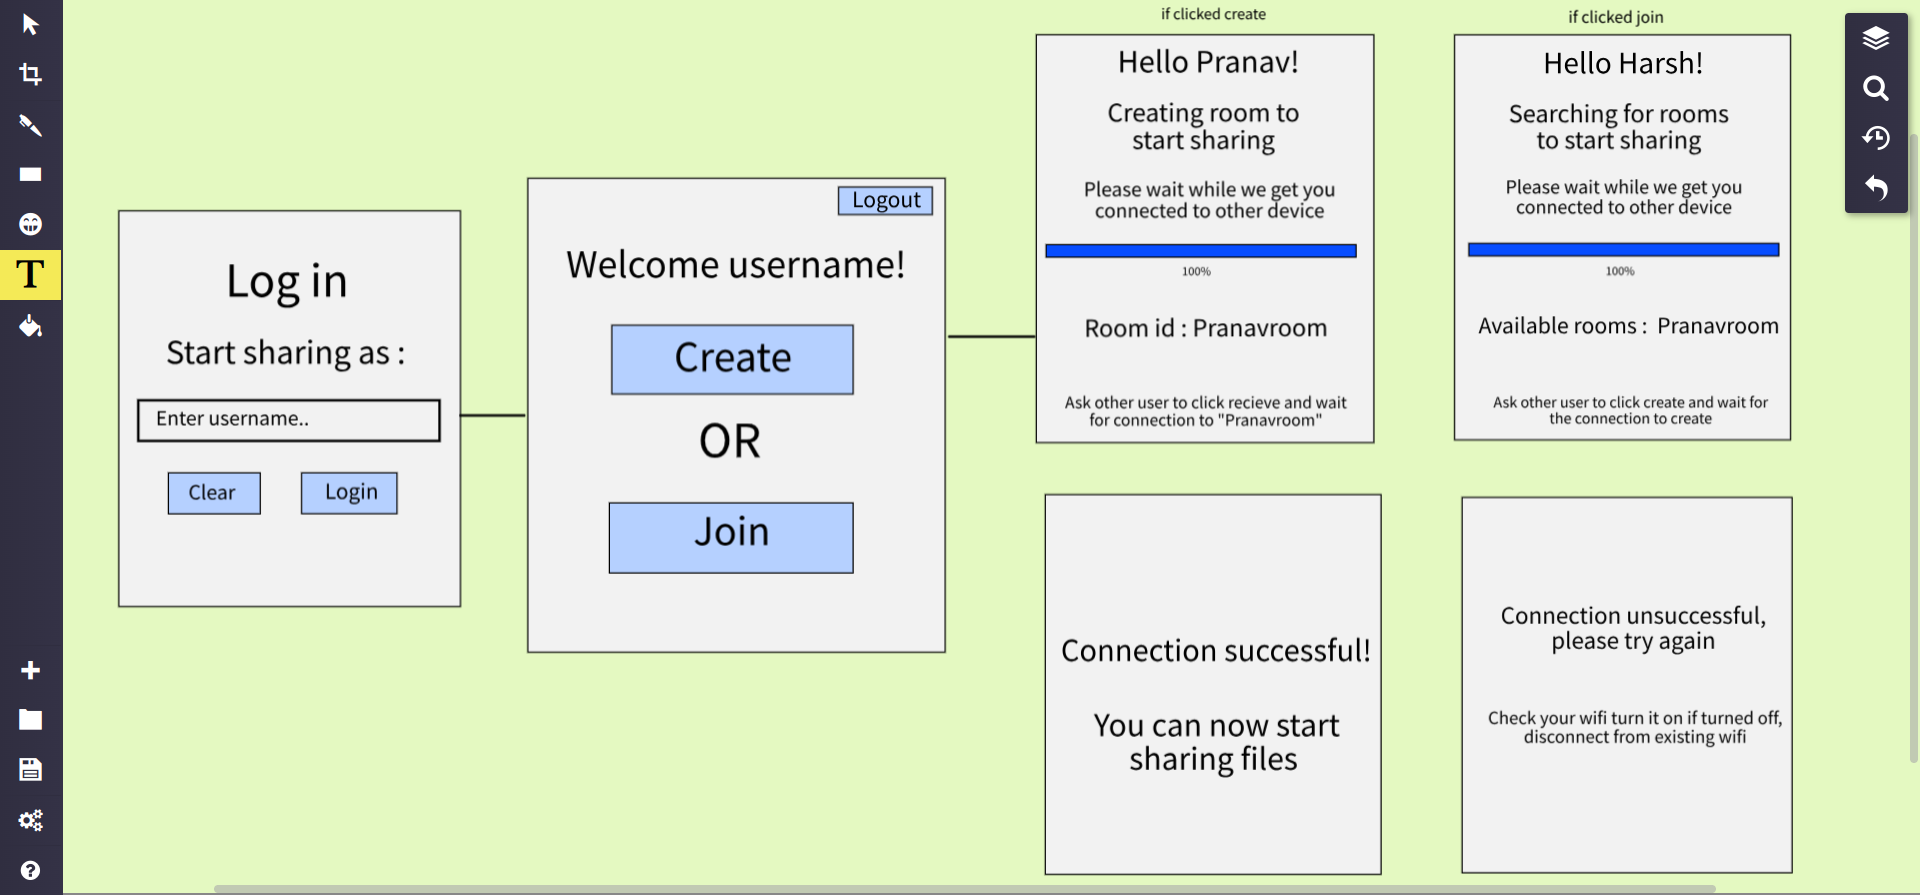 Log in
Start sharing as :
Enter username..
Clear
Login
Logout
Welcome username!
Create
OR
Join
if clicked create
Hello Pranav!
Creating room to
start sharing
Please wait while we get you
connected to other device
100%
Room id : Pranavroom
Ask other user to click recieve and wait
for connection to "Pranavroom"
if clicked join
Hello Harsh!
Searching for rooms
to start sharing
Please wait while we get you
connected to other device
100%
Available rooms : Pranavroom
Ask other user to click create and wait for
the connection to create
Connection successful!
You can now start
sharing files
Connection unsuccessful,
please try again
Check your wifi turn it on if turned off,
disconnect from existing wifi